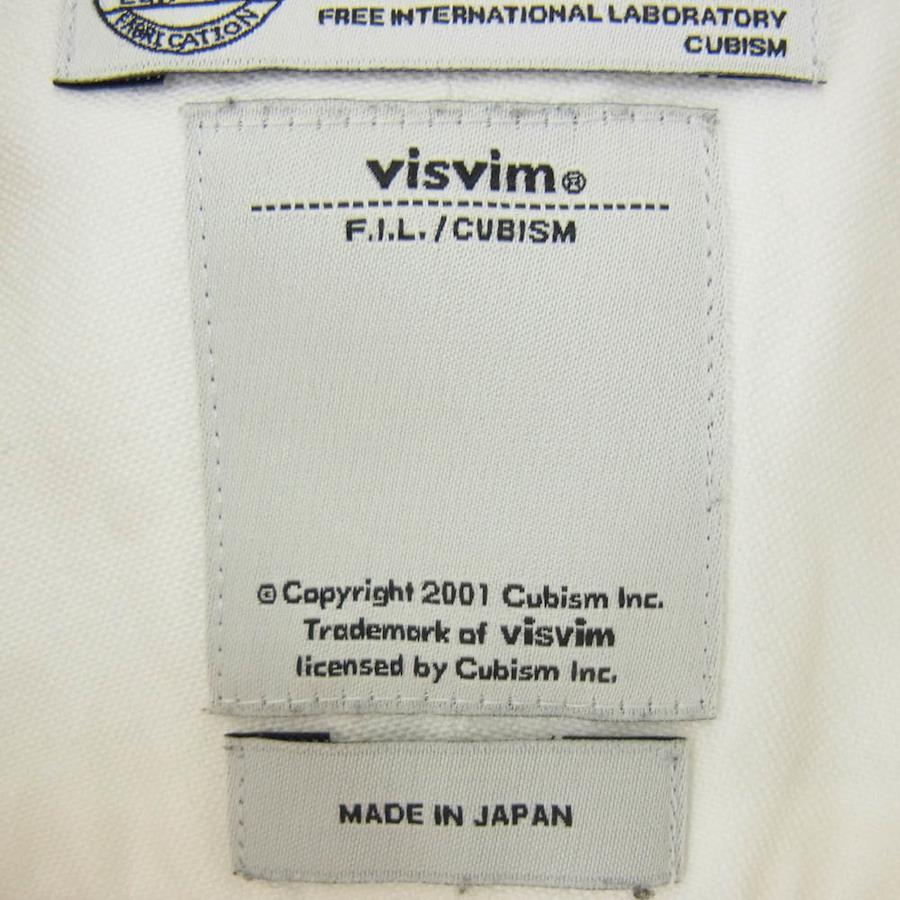 FABRICATION
FREE INTERNATIONAL LABORATORY
CUBISM
visvim®
F.I.L. / CUBISM
© Copyright 2001 Cubism Inc.
Trademark of visvim
licensed by Cubism Inc.
MADE IN JAPAN